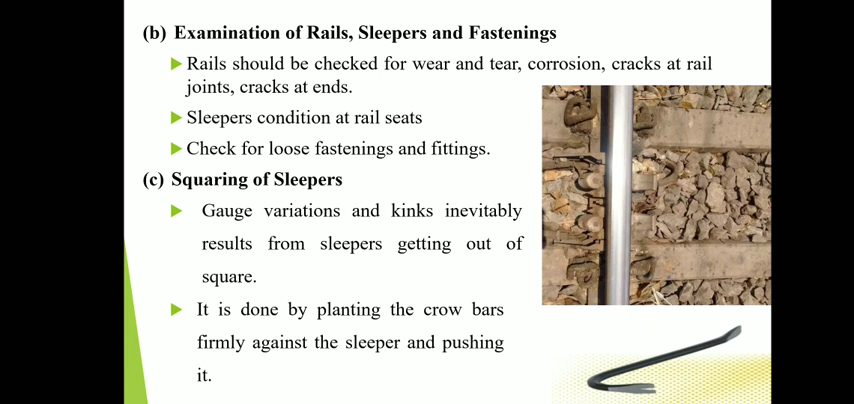 (b) Examination of Rails, Sleepers and Fastenings
Rails should be checked for wear and tear, corrosion, cracks at rail
joints, cracks at ends.
Sleepers condition at rail seats
Check for loose fastenings and fittings.
(c) Squaring of Sleepers
Gauge variations and kinks inevitably
results from sleepers getting out of
square.
It is done by planting the crow bars
firmly against the sleeper and pushing
it.